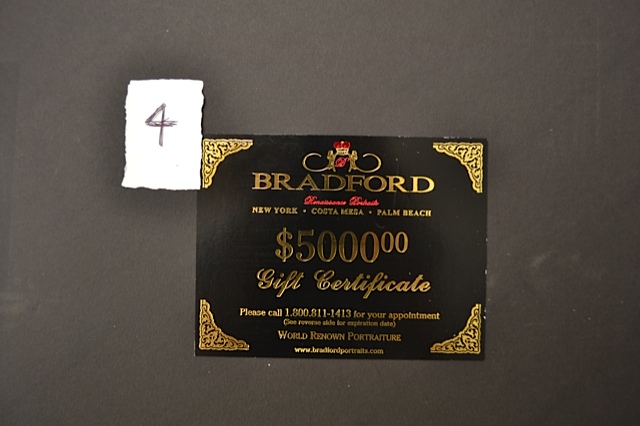 4
BRADFORD
Renaissance Portraits
NEW YORK • COSTA MESA • PALM BEACH
$500000
Gift Certificate
Please call 1.800.811-1413 for your appointment
(See reverse side for expiration date)
WORLD RENOWN PORTRAITURE
www.bradfordportraits.com